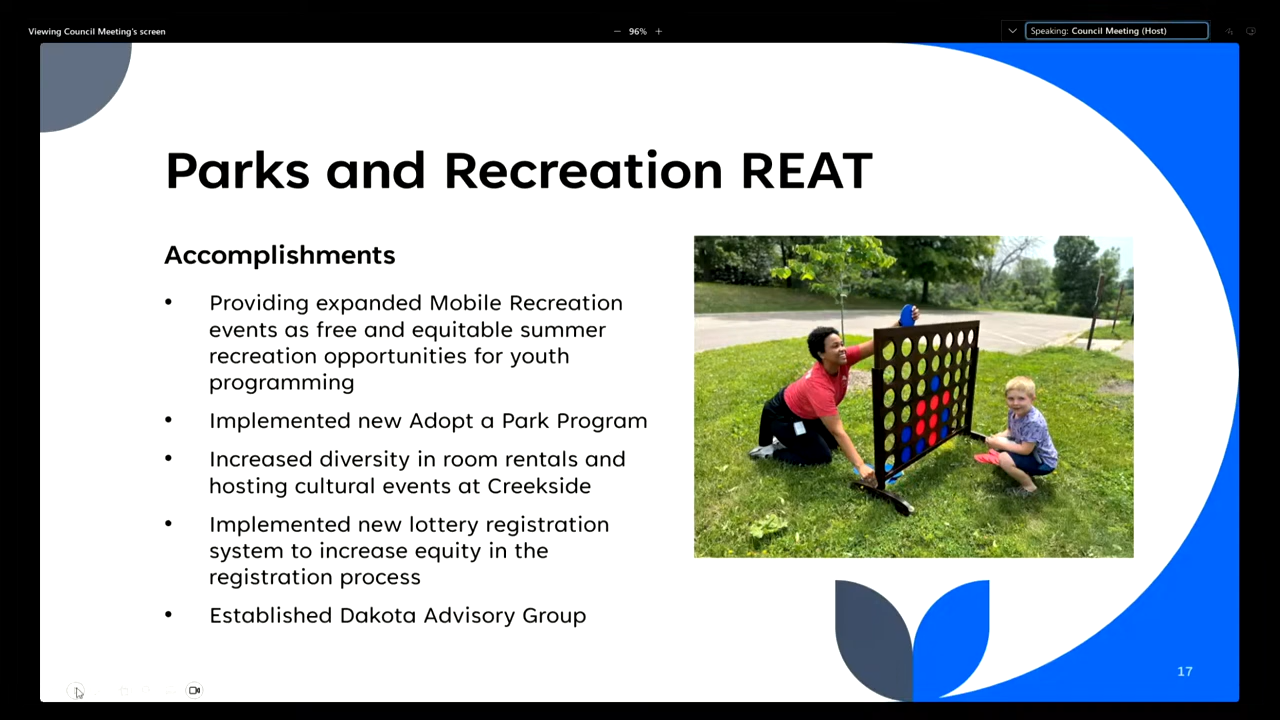 Viewing Council Meeting's screen
96%
Speaking: Council Meeting (Host)
Parks and Recreation REAT
Accomplishments
• Providing expanded Mobile Recreation
events as free and equitable summer
recreation opportunities for youth
programming
• Implemented new Adopt a Park Program
• Increased diversity in room rentals and
hosting cultural events at Creekside
• Implemented new lottery registration
system to increase equity in the
registration process
• Established Dakota Advisory Group
17